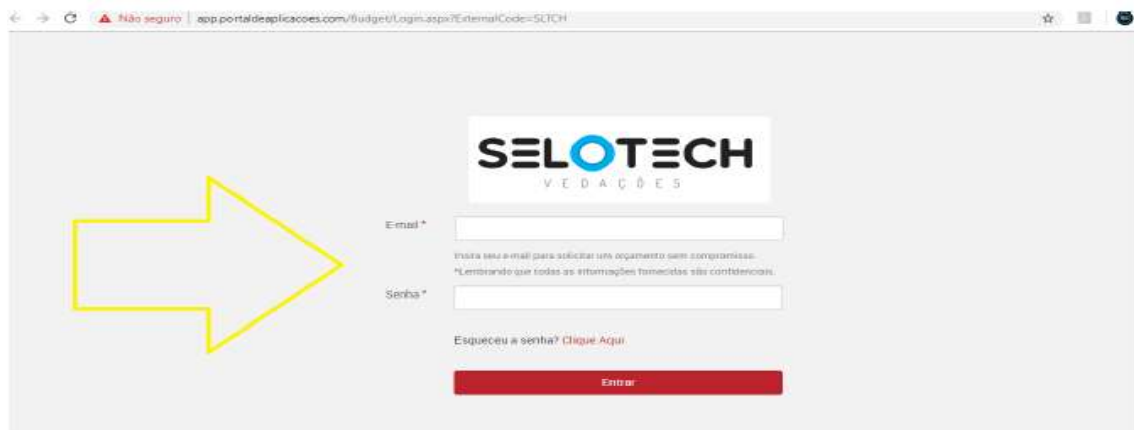 Não seguro | app.portaldeaplicacoes.com/Budget/Login.aspx?ExternalCode=SLTCH
SELOTECH
VEDAÇÕES
E-mail *
Insira seu e-mail para solicitar um orçamento sem compromisso.
*Lembrando que todas as informações fornecidas são confidenciais.
Senha *
Esqueceu a senha? Clique Aqui
Entrar